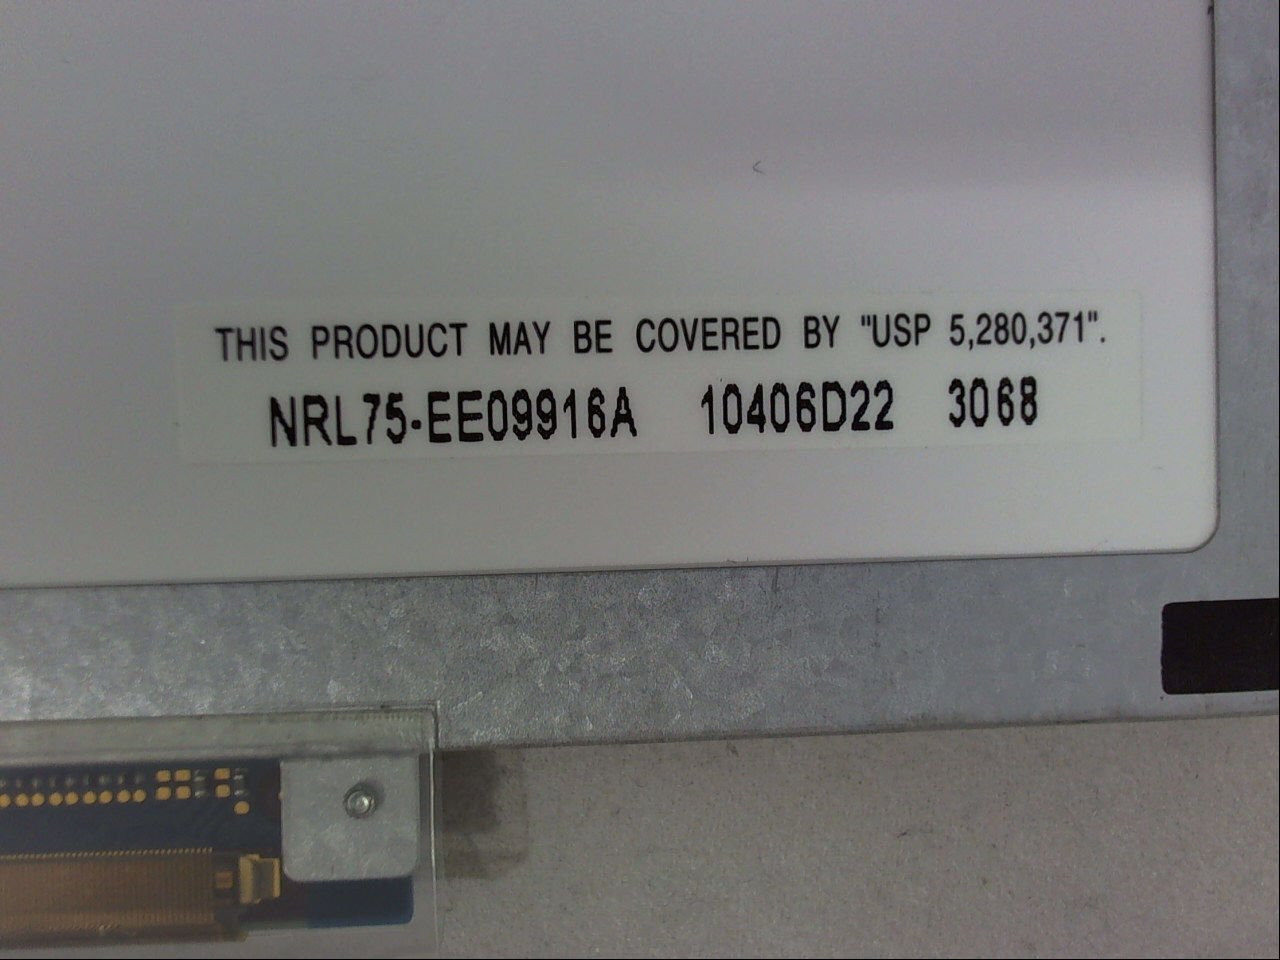 THIS PRODUCT MAY BE COVERED BY "USP 5,280,371".
NRL75-EE09916A 10406D22 3068